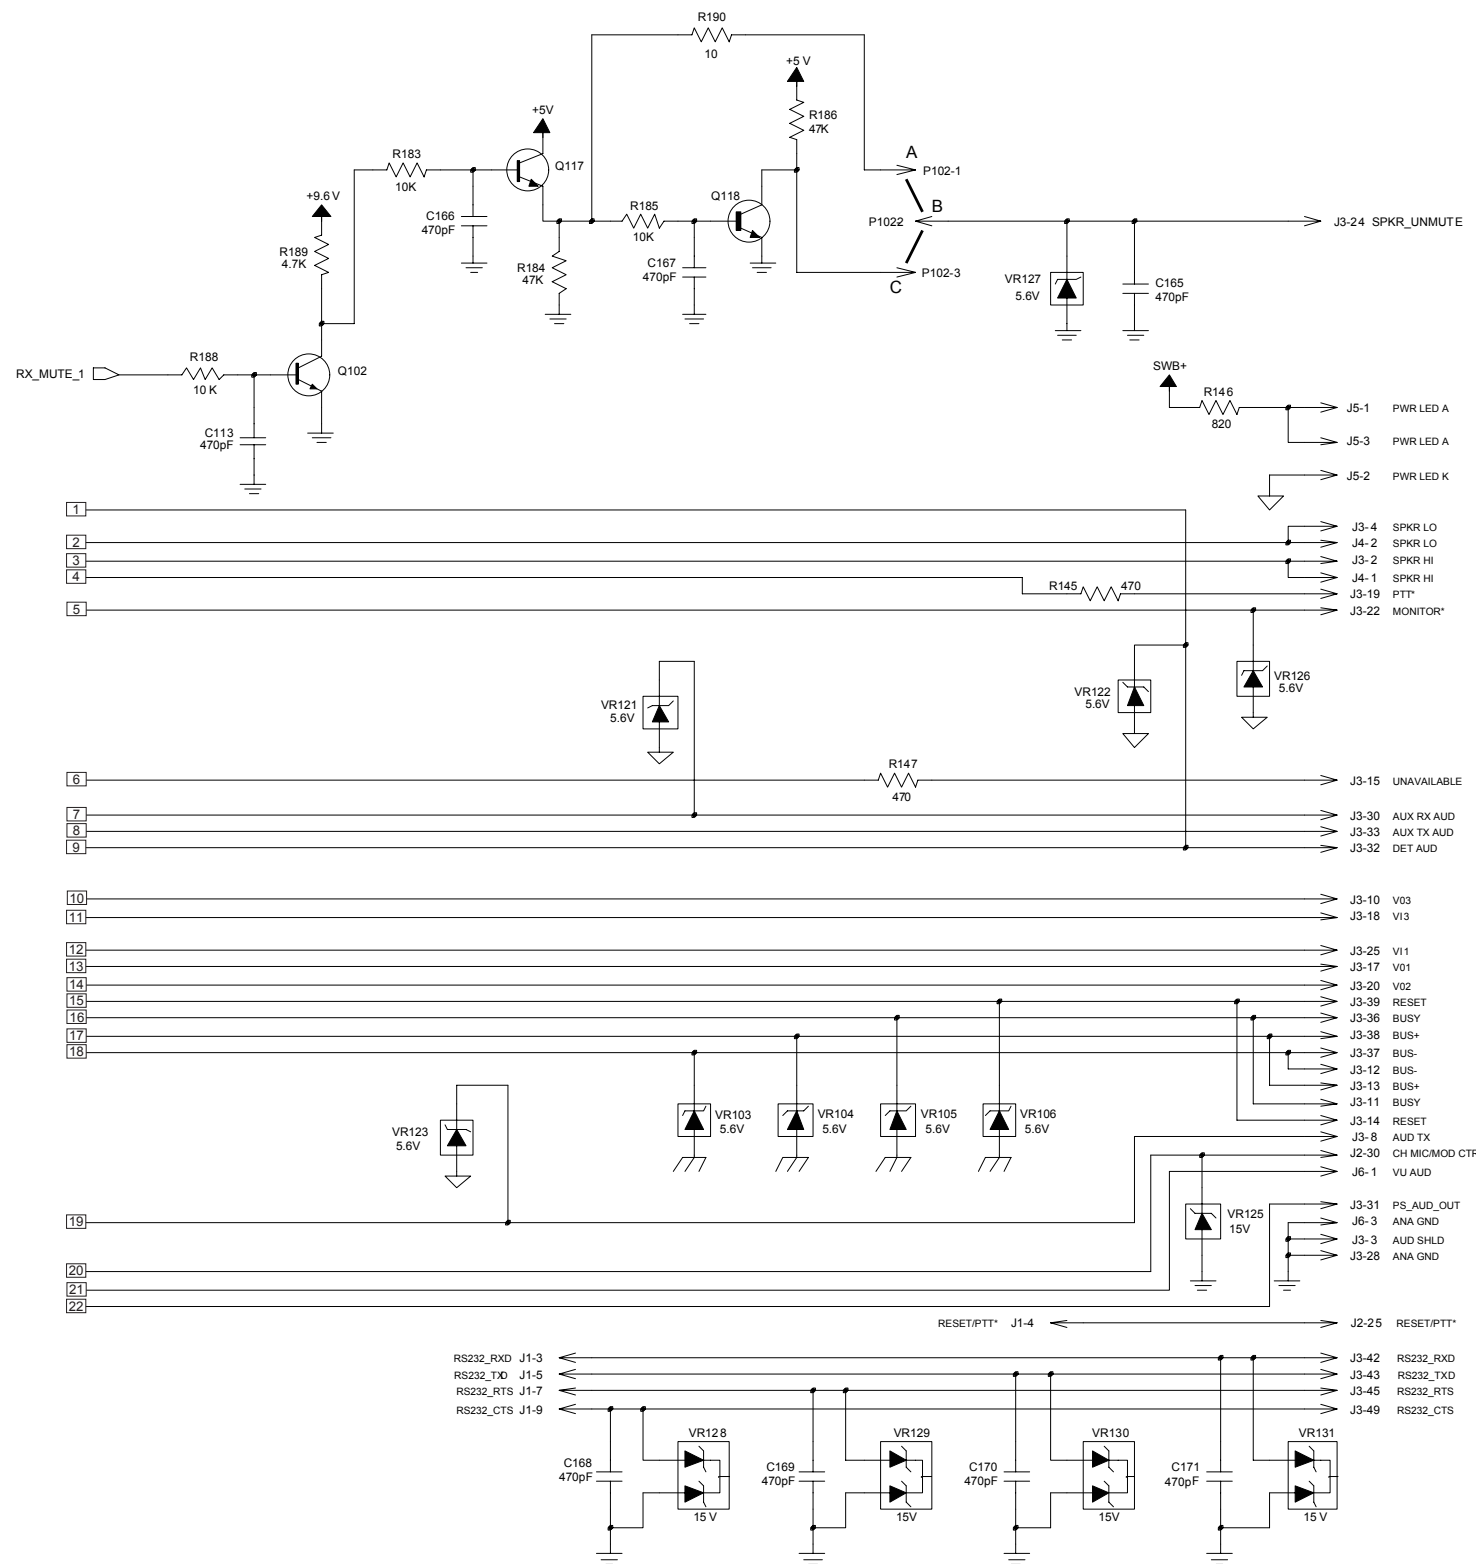 R190
10
+5 V
R186
47K
+5V
Q117
R183
10K
A
P102-1
C166
470pF
Q118
B
R185
10K
P1022
J3-24 SPKR_UNMUTE
+9.6 V
R189
4.7K
R184
47K
C167
470pF
P102-3
C
VR127
5.6V
C165
470pF
RX_MUTE_1
R188
10 K
Q102
C113
470pF
SWB+
R146
820
J5-1 PWR LED A
J5-3 PWR LED A
J5-2 PWR LED K
1
J3-4 SPKR LO
2
J4-2 SPKR LO
3
J3-2 SPKR HI
4
J4-1 SPKR HI
R145 470
J3-19 PTT*
5
J3-22 MONITOR*
VR121
5.6V
VR122
5.6V
VR126
5.6V
6
R147
470
J3-15 UNAVAILABLE
7
J3-30 AUX RX AUD
8
J3-33 AUX TX AUD
9
J3-32 DET AUD
10
J3-10 V03
11
J3-18 VI3
12
J3-25 VI1
13
J3-17 V01
14
J3-20 V02
15
J3-39 RESET
16
J3-36 BUSY
17
J3-38 BUS+
18
J3-37 BUS-
J3-12 BUS-
J3-13 BUS+
J3-11 BUSY
J3-14 RESET
J3-8 AUD TX
J2-30 CH MIC/MOD CTR
J6-1 VU AUD
VR123
5.6V
VR103
5.6V
VR104
5.6V
VR105
5.6V
VR106
5.6V
J3-31 PS_AUD_OUT
19
VR125
15V
J6-3 ANA GND
J3-3 AUD SHLD
J3-28 ANA GND
20
21
22
RESET/PTT* J1-4
J2-25 RESET/PTT*
RS232_RXD J1-3
J3-42 RS232_RXD
RS232_TXD J1-5
J3-43 RS232_TXD
RS232_RTS J1-7
J3-45 RS232_RTS
RS232_CTS J1-9
J3-49 RS232_CTS
VR128
15 V
VR129
15V
VR130
15V
VR131
15V
C168
470pF
C169
470pF
C170
470pF
C171
470pF